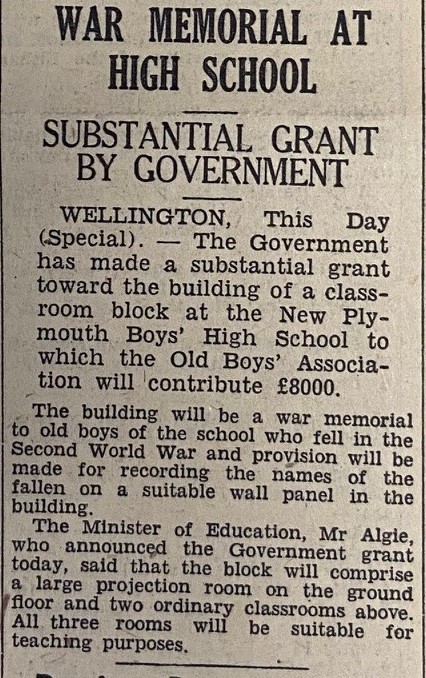 WAR MEMORIAL AT
HIGH SCHOOL
SUBSTANTIAL GRANT
BY GOVERNMENT
WELLINGTON, This Day
(Special). — The Government
has made a substantial grant
toward the building of a class-
room block at the New Ply-
mouth Boys' High School to
which the Old Boys' Associa-
tion will contribute £8000.
The building will be a war memorial
to old boys of the school who fell in the
Second World War and provision will be
made for recording the names of the
fallen on a suitable wall panel in the
building.
The Minister of Education, Mr Algie,
who announced the Government grant
today, said that the block will comprise
a large projection room on the ground
floor and two ordinary classrooms above.
All three rooms will be suitable for
teaching purposes.